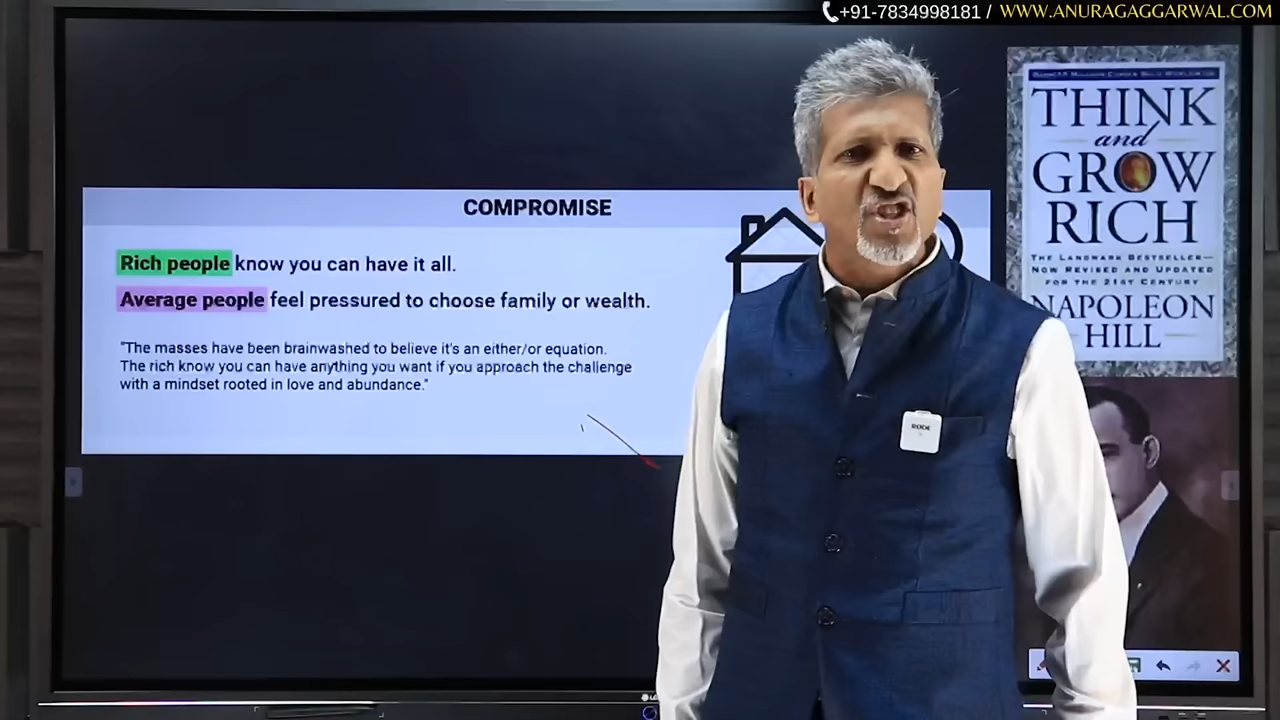 +91-7834998181 / WWW.ANURAGAGGARWAL.COM
COMPROMISE
Rich people know you can have it all.
Average people feel pressured to choose family or wealth.
"The masses have been brainwashed to believe it's an either/or equation.
The rich know you can have anything you want if you approach the challenge
with a mindset rooted in love and abundance."
THINK
and
GROW
RICH
THE LANDMARK BESTSELLER—
NOW REVISED AND UPDATED
FOR THE 21ST CENTURY
NAPOLEON
HILL
RODE
LG